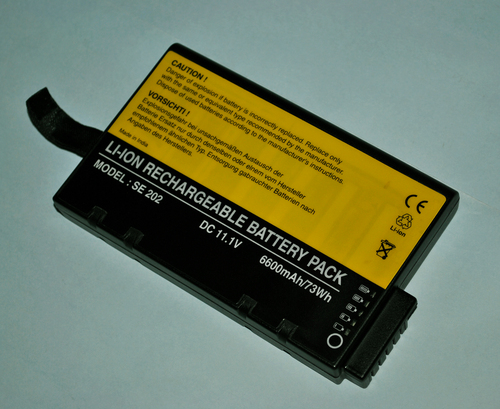 CAUTION !
Danger of explosion if battery is incorrectly replaced. Replace only
with the same or equivalent type recommended by the manufacturer.
Dispose of used batteries according to the manufacturer's instructions.
VORSICHTI !
Explosionsgefahr bei unsachgemäßen Austausch der
Batterie Ersatz nur durch denselben oder einem vom Hersteller
empfohlenen ähnlichen Typ. Entsorgung gebrauchter Batterien nach
Angaben des Herstellers.
Made in India
CE
Li-ion
LI-ION RECHARGEABLE BATTERY PACK
MODEL : SE 202
DC 11.1V
6600mAh/73Wh